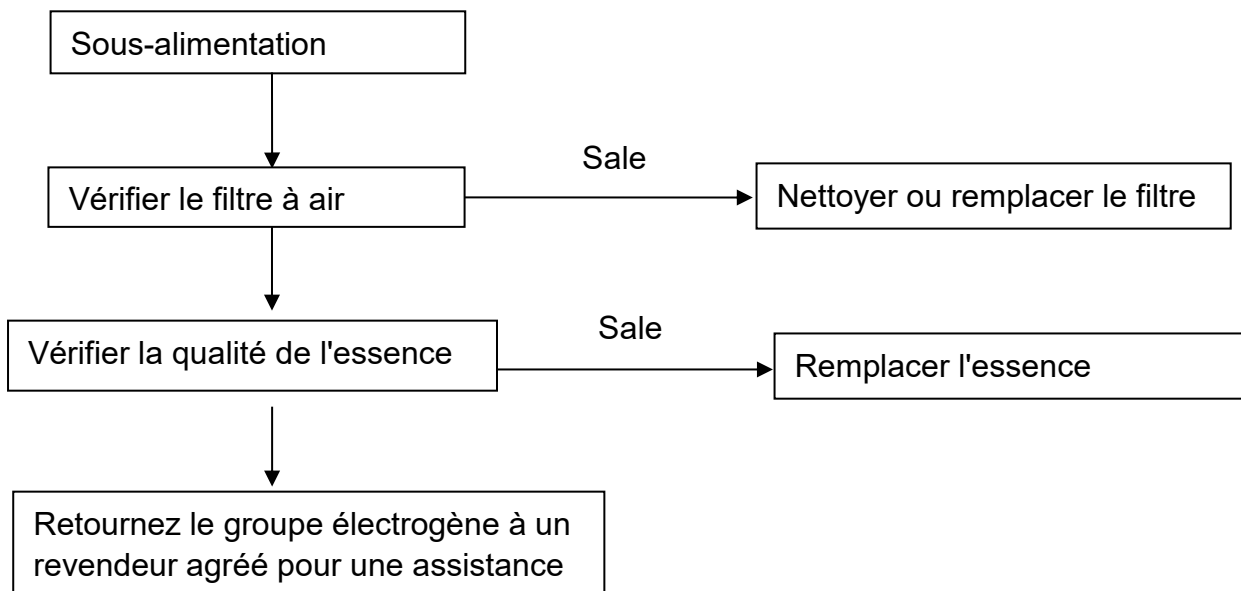 Sous-alimentation
Sale
Vérifier le filtre à air
Nettoyer ou remplacer le filtre
Sale
Vérifier la qualité de l'essence
Remplacer l'essence
Retournez le groupe électrogène à un
revendeur agréé pour une assistance